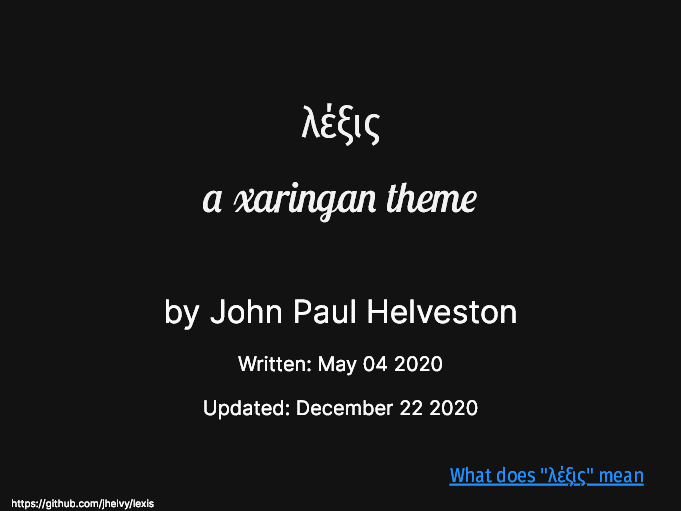 λέξις
a xaringan theme
by John Paul Helveston
Written: May 04 2020
Updated: December 22 2020
What does "λέξις" mean
https://github.com/jhelvy/lexis